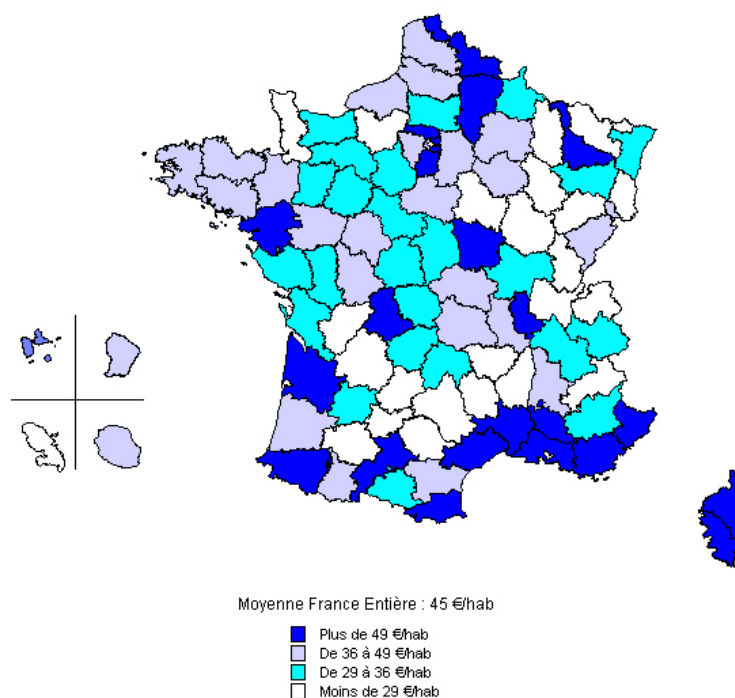 Moyenne France Entière : 45 €/hab
Plus de 49 €/hab
De 36 à 49 €/hab
De 29 à 36 €/hab
Moins de 29 €/hab